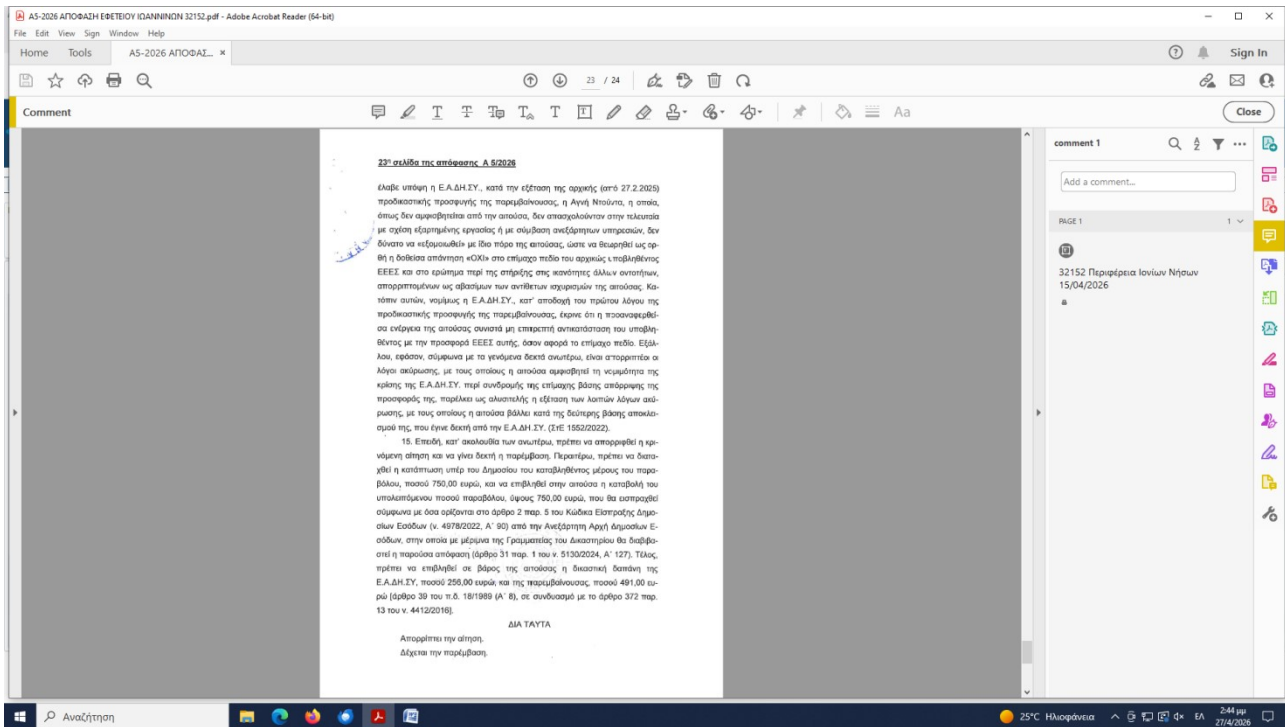 A5-2026 ΑΠΟΦΑΣΗ ΕΦΕΤΕΙΟΥ ΙΩΑΝΝΙΝΩΝ 32152.pdf - Adobe Acrobat Reader (64-bit)
File Edit View Sign Window Help
Home Tools A5-2026 ΑΠΟΦΑΣ... ×
Sign In
23 / 24
Comment
Aa
Close
23η σελίδα της απόφασης Α 5/2026
έλαβε υπόψη η Ε.Α.ΔΗ.ΣΥ., κατά την εξέταση της αρχικής (από 27.2.2025)
προδικαστικής προσφυγής της παρεμβαίνουσας, η Αγνή Ντούντα, η οποία,
όπως δεν αμφισβητείται από την αιτούσα, δεν απασχολούνταν στην τελευταία
με σχέση εξαρτημένης εργασίας ή με σύμβαση ανεξάρτητων υπηρεσιών, δεν
δύνατο να «εξομοιωθεί» με ίδιο πόρο της αιτούσας, ώστε να θεωρηθεί ως ορ-
θή η δοθείσα απάντηση «ΟΧΙ» στο επίμαχο πεδίο του αρχικώς υποβληθέντος
ΕΕΕΣ και στο ερώτημα περί της στήριξης στις ικανότητες άλλων οντοτήτων,
απορριπτομένων ως αβασίμων των αντίθετων ισχυρισμών της αιτούσας. Κα-
τόπιν αυτών, νομίμως η Ε.Α.ΔΗ.ΣΥ., κατ' αποδοχή του πρώτου λόγου της
προδικαστικής προσφυγής της παρεμβαίνουσας, έκρινε ότι η προαναφερθεί-
σα ενέργεια της αιτούσας συνιστά μη επιτρεπτή αντικατάσταση του υποβλη-
θέντος με την προσφορά ΕΕΕΣ αυτής, όσον αφορά το επίμαχο πεδίο. Εξάλ-
λου, εφόσον, σύμφωνα με τα γενόμενα δεκτά ανωτέρω, είναι απορριπτέοι οι
λόγοι ακύρωσης, με τους οποίους η αιτούσα αμφισβητεί τη νομιμότητα της
κρίσης της Ε.Α.ΔΗ.ΣΥ. περί συνδρομής της επίμαχης βάσης απόρριψης της
προσφοράς της, παρέλκει ως αλυσιτελής η εξέταση των λοιπών λόγων ακύ-
ρωσης, με τους οποίους η αιτούσα βάλλει κατά της δεύτερης βάσης αποκλει-
σμού της, που έγινε δεκτή από την Ε.Α.ΔΗ.ΣΥ. (ΣτΕ 1552/2022).
15. Επειδή, κατ' ακολουθία των ανωτέρω, πρέπει να απορριφθεί η κρι-
νόμενη αίτηση και να γίνει δεκτή η παρέμβαση. Περαιτέρω, πρέπει να διατα-
χθεί η κατάπτωση υπέρ του Δημοσίου του καταβληθέντος μέρους του παρα-
βόλου, ποσού 750,00 ευρώ, και να επιβληθεί στην αιτούσα η καταβολή του
υπολειπόμενου ποσού παραβόλου, ύψους 750,00 ευρώ, που θα εισπραχθεί
σύμφωνα με όσα ορίζονται στο άρθρο 2 παρ. 5 του Κώδικα Είσπραξης Δημο-
σίων Εσόδων (ν. 4978/2022, Α΄ 90) από την Ανεξάρτητη Αρχή Δημοσίων Ε-
σόδων, στην οποία με μέριμνα της Γραμματείας του Δικαστηρίου θα διαβιβα-
στεί η παρούσα απόφαση (άρθρο 31 παρ. 1 του ν. 5130/2024, Α΄ 127). Τέλος,
πρέπει να επιβληθεί σε βάρος της αιτούσας η δικαστική δαπάνη της
Ε.Α.ΔΗ.ΣΥ, ποσού 256,00 ευρώ, και της παρεμβαίνουσας, ποσού 491,00 ευ-
ρώ [άρθρο 39 του π.δ. 18/1989 (Α΄ 8), σε συνδυασμό με το άρθρο 372 παρ.
13 του ν. 4412/2016].
ΔΙΑ ΤΑΥΤΑ
Απορρίπτει την αίτηση.
Δέχεται την παρέμβαση.
comment 1
Add a comment...
PAGE 1 1
32152 Περιφέρεια Ιονίων Νήσων
15/04/2026
a
Αναζήτηση
25°C Ηλιοφάνεια
ΕΛ
2:44 μμ
27/4/2026